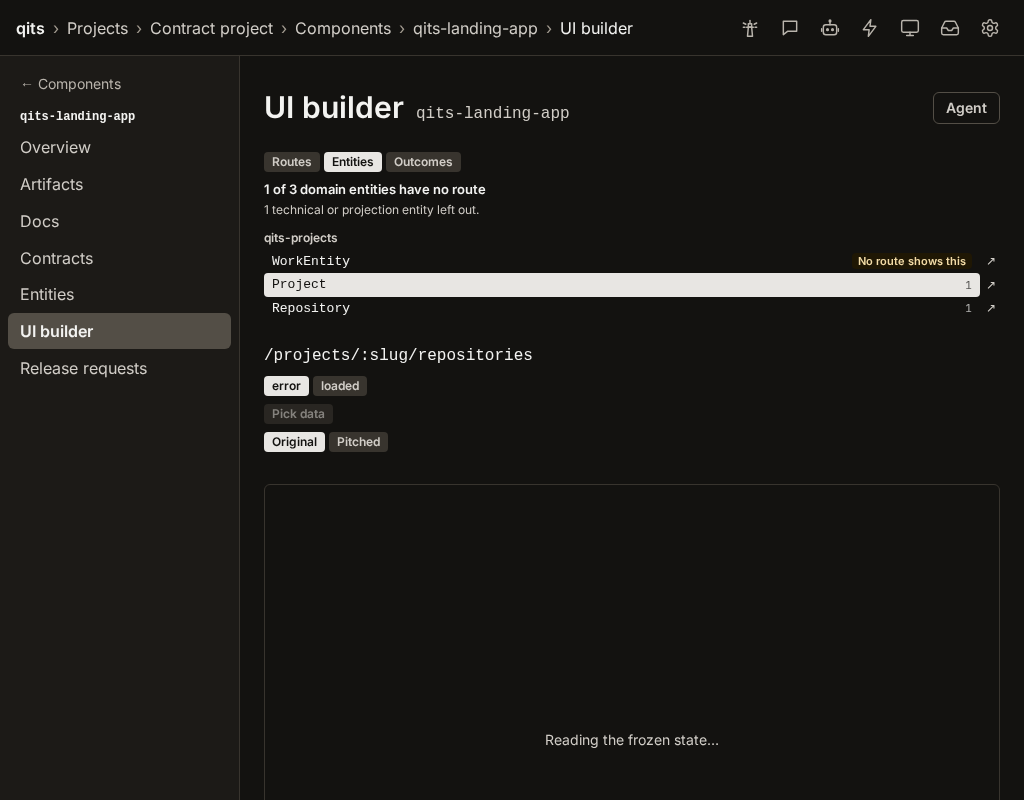 qits › Projects › Contract project › Components › qits-landing-app › UI builder
← Components
qits-landing-app
Overview
Artifacts
Docs
Contracts
Entities
UI builder
Release requests
UI builder qits-landing-app
Agent
Routes Entities Outcomes
1 of 3 domain entities have no route
1 technical or projection entity left out.
qits-projects
WorkEntity No route shows this ↗
Project 1 ↗
Repository 1 ↗
/projects/:slug/repositories
error loaded
Pick data
Original Pitched
Reading the frozen state...